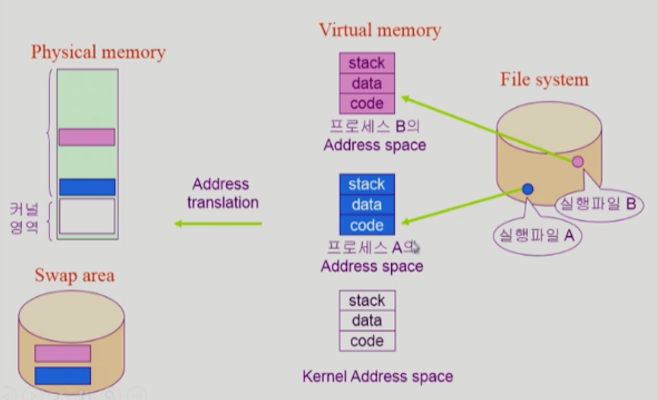 Virtual memory
Physical memory
File system
stack
data
code
프로세스 B의
Address space
실행파일 B
실행파일 A
Address
translation
stack
data
code
프로세스 A의
Address space
커널
영역
Swap area
stack
data
code
Kernel Address space